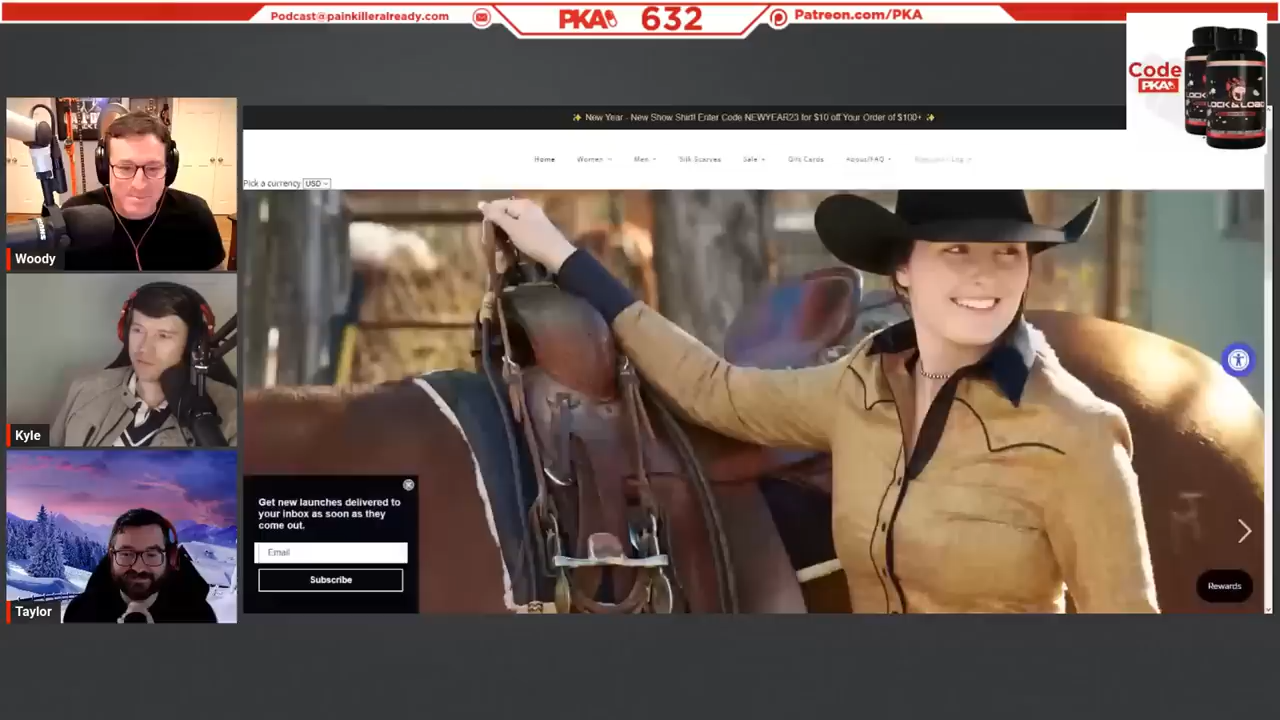 Podcast@painkilleralready.com
PKA 632
Patreon.com/PKA
Code
PKA
LOCK & LOAD
✨ New Year - New Show Shirt! Enter Code NEWYEAR23 for $10 off Your Order of $100+ ✨
Home Women Men Silk Scarves Sale Gift Cards
Pick a currency USD
Woody
Kyle
Taylor
Get new launches delivered to
your inbox as soon as they
come out.
Email
Subscribe
Rewards